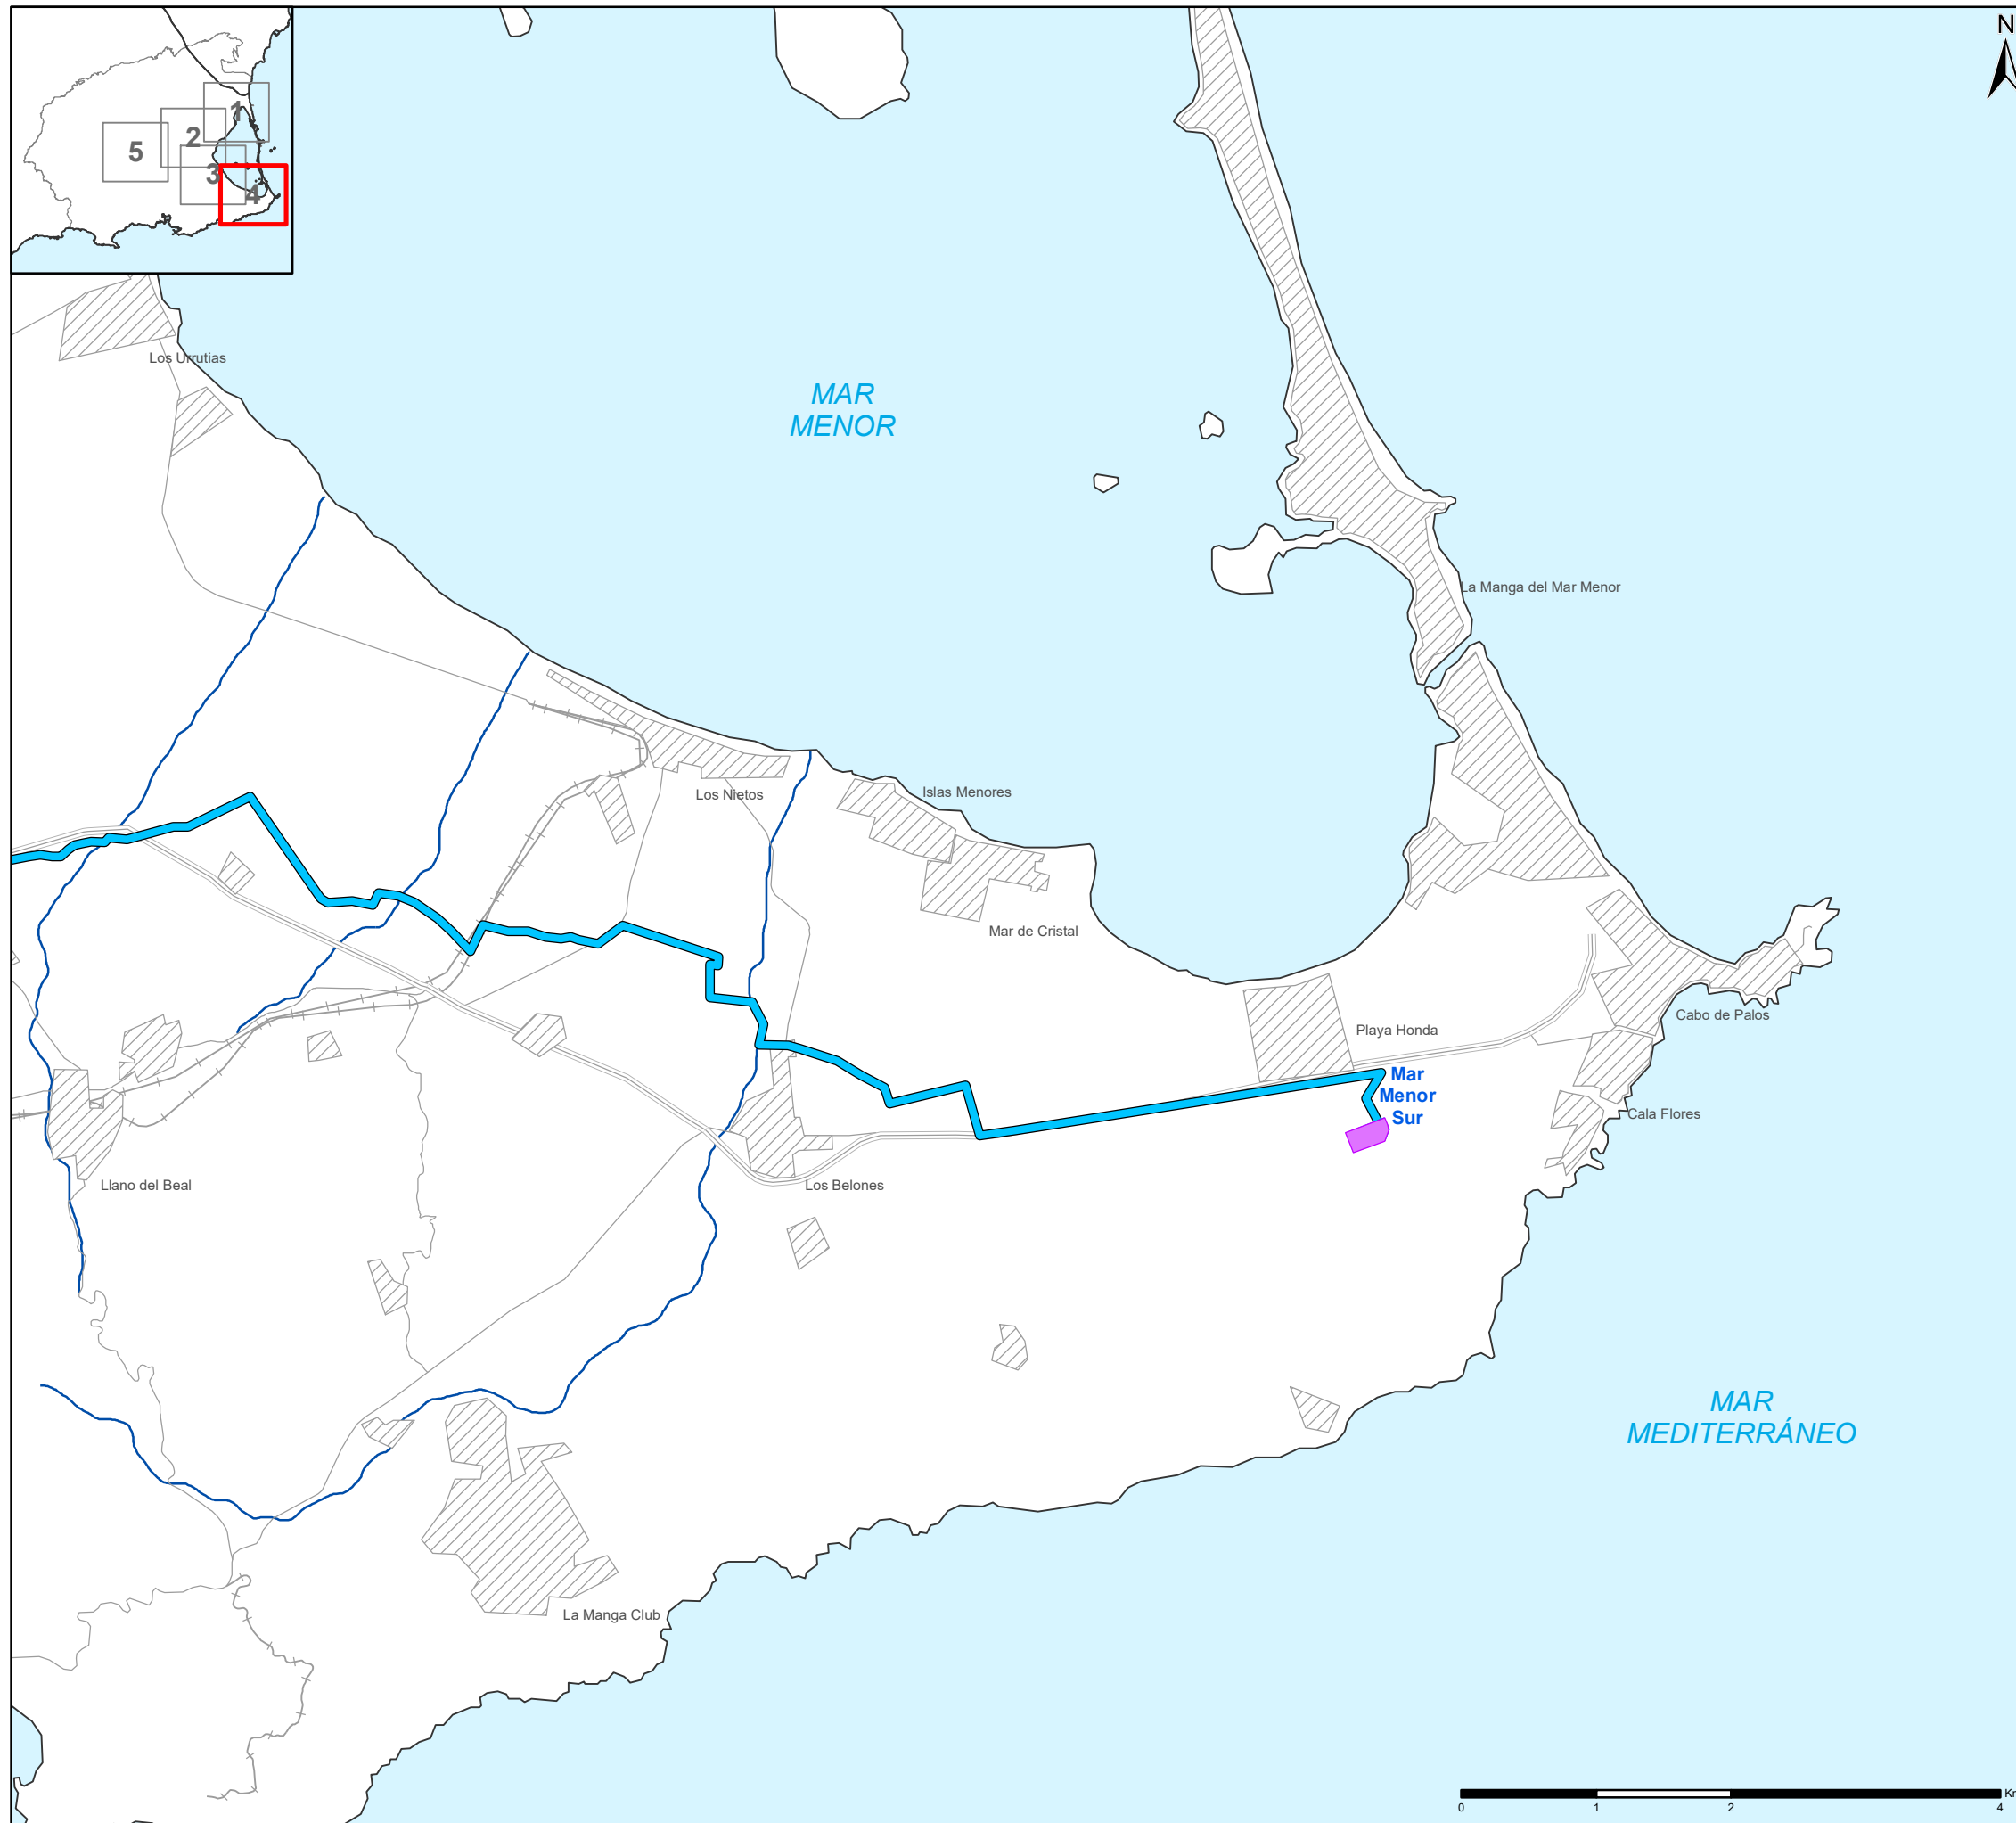 N
1
2
5
3
4
Los Urrutias
MAR
MENOR
La Manga del Mar Menor
Los Nietos
Islas Menores
Mar de Cristal
Cabo de Palos
Playa Honda
Mar
Menor
Sur
Cala Flores
Llano del Beal
Los Belones
MAR
MEDITERRÁNEO
La Manga Club
0
1
2
4